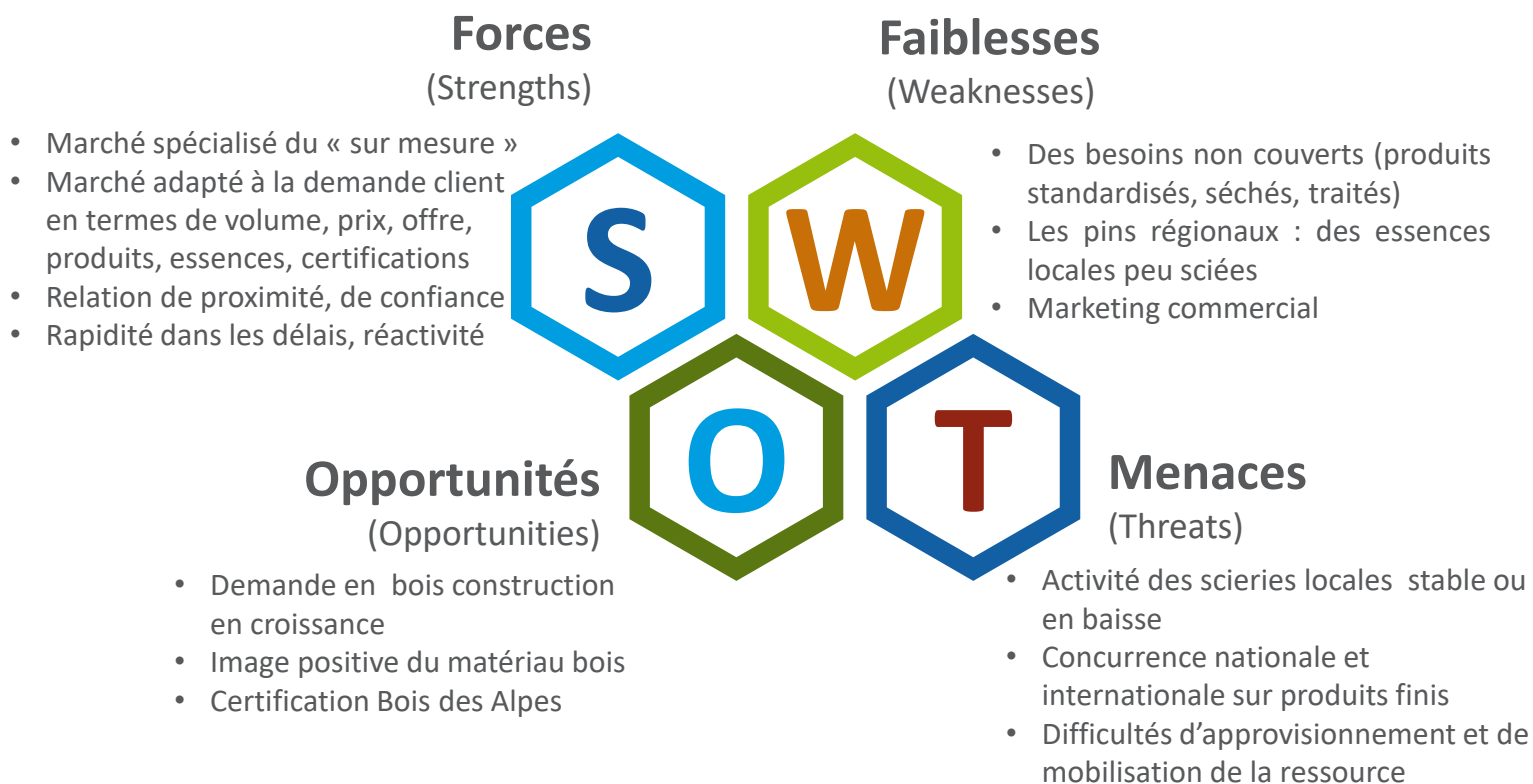 Forces
(Strengths)
• Marché spécialisé du « sur mesure »
• Marché adapté à la demande client
en termes de volume, prix, offre,
produits, essences, certifications
• Relation de proximité, de confiance
• Rapidité dans les délais, réactivité
Faiblesses
(Weaknesses)
• Des besoins non couverts (produits
standardisés, séchés, traités)
• Les pins régionaux : des essences
locales peu sciées
• Marketing commercial
S
W
O
T
Opportunités
(Opportunities)
• Demande en bois construction
en croissance
• Image positive du matériau bois
• Certification Bois des Alpes
Menaces
(Threats)
• Activité des scieries locales stable ou
en baisse
• Concurrence nationale et
internationale sur produits finis
• Difficultés d’approvisionnement et de
mobilisation de la ressource